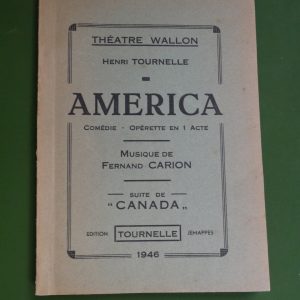 THÉATRE WALLON
HENRI TOURNELLE
AMERICA
COMÉDIE - OPÉRETTE EN 1 ACTE
MUSIQUE DE
FERNAND CARION
SUITE DE
"CANADA„
EDITION TOURNELLE JEMAPPES
1946